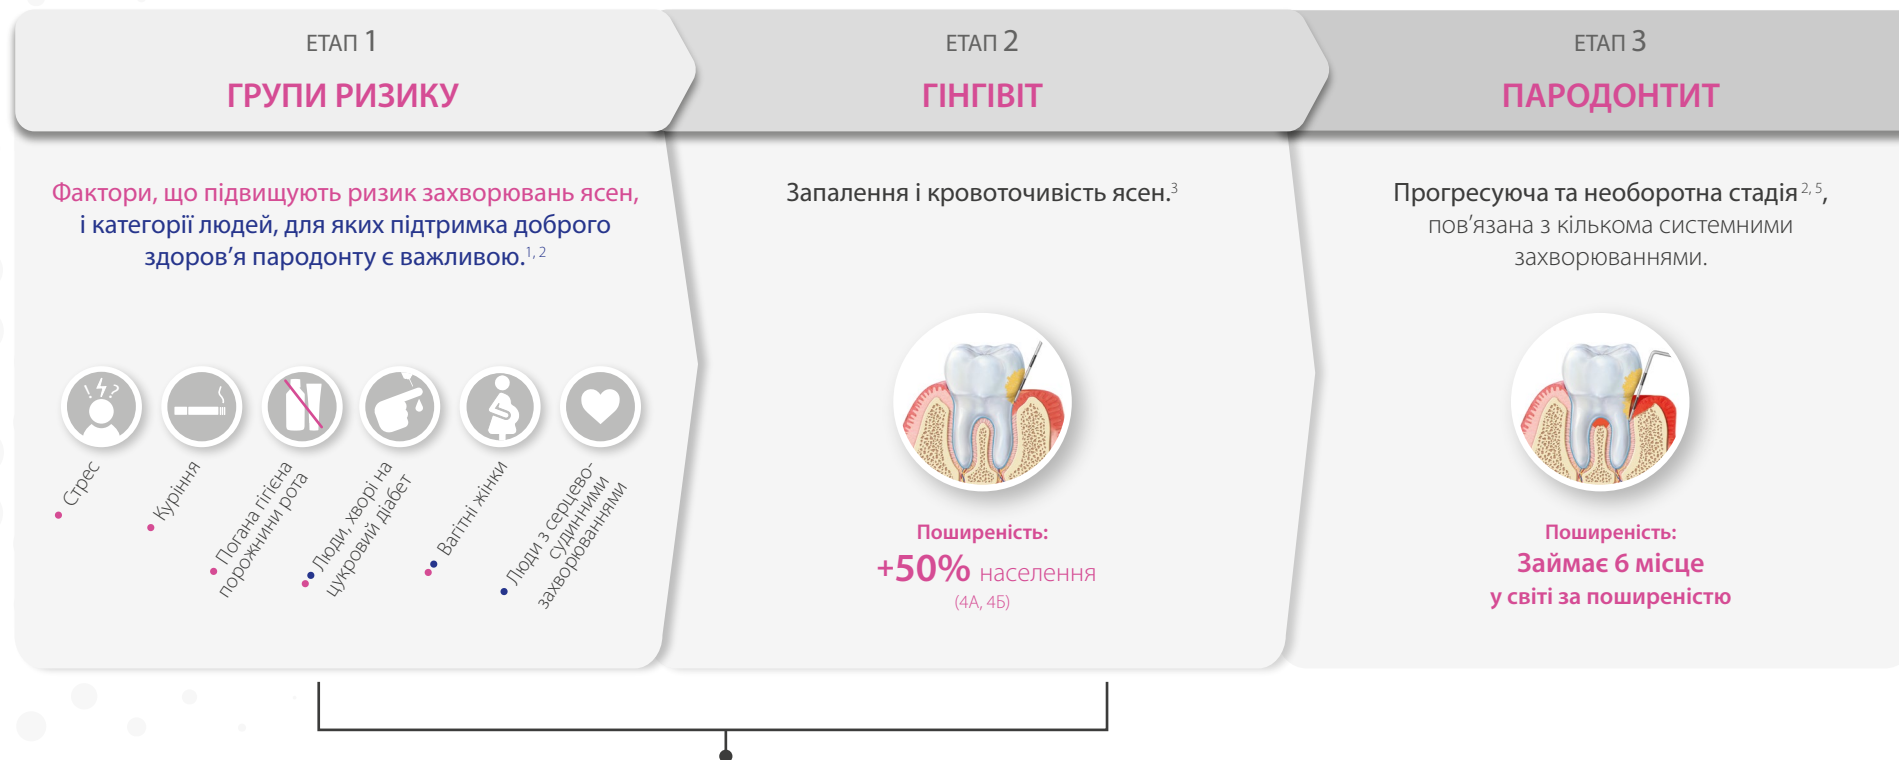 ЕТАП 1
ГРУПИ РИЗИКУ
Фактори, що підвищують ризик захворювань ясен,
і категорії людей, для яких підтримка доброго
здоров'я пародонту є важливою.1, 2
! ?
• Стрес
• Куріння
• Погана гігієна
порожнини рота
• Люди, хворі на
цукровий діабет
• Вагітні жінки
• Люди з серцево-
судинними
захворюваннями
ЕТАП 2
ГІНГІВІТ
Запалення і кровоточивість ясен.3
Поширеність:
+50% населення
(4А, 4Б)
ЕТАП 3
ПАРОДОНТИТ
Прогресуюча та необоротна стадія 2, 5,
пов'язана з кількома системними
захворюваннями.
Поширеність:
Займає 6 місце
у світі за поширеністю